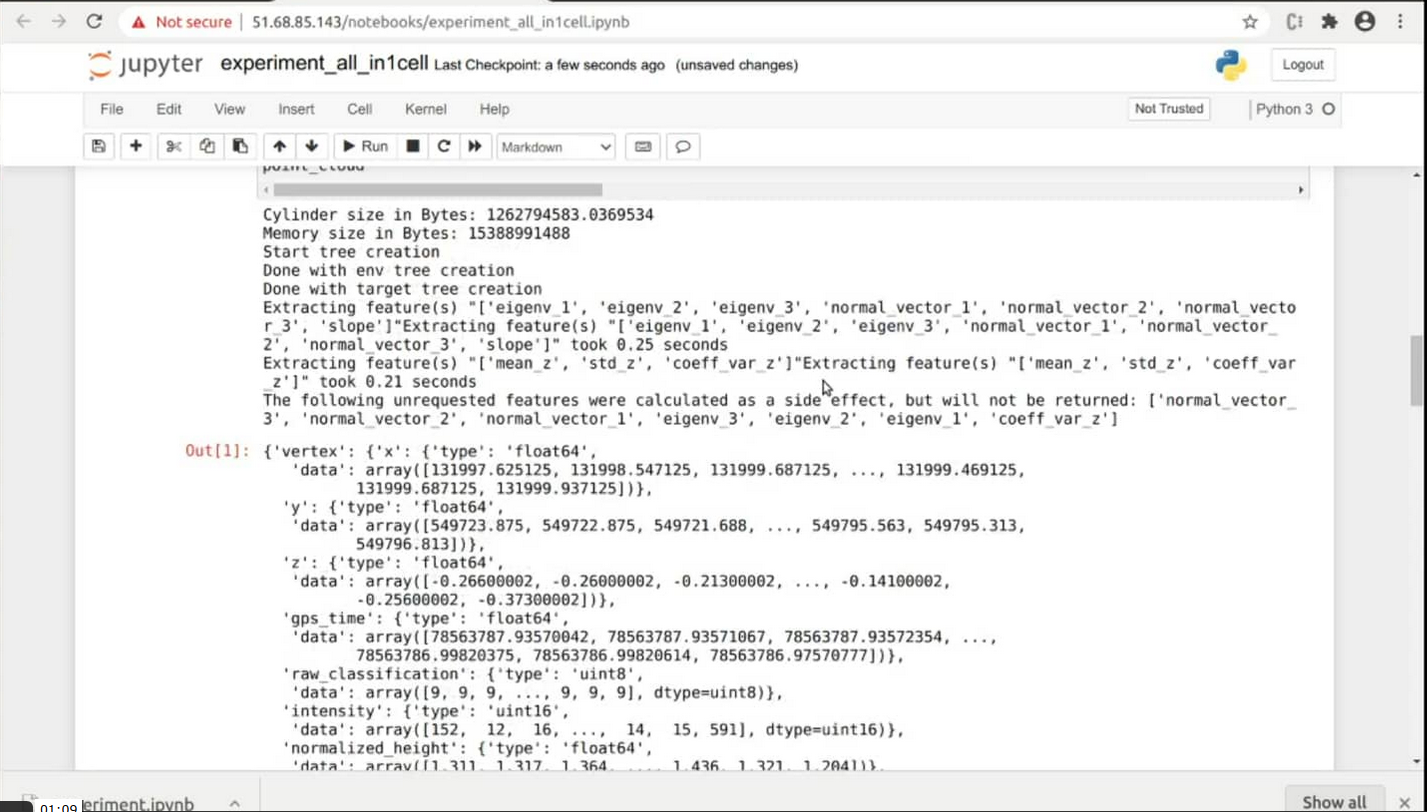 Not secure | 51.68.85.143/notebooks/experiment_all_in1cell.ipynb
jupyter experiment_all_in1cell Last Checkpoint: a few seconds ago (unsaved changes)
Logout
File Edit View Insert Cell Kernel Help
Not Trusted
Python 3
Run
Markdown
point_cloud
Cylinder size in Bytes: 1262794583.0369534
Memory size in Bytes: 15388991488
Start tree creation
Done with env tree creation
Done with target tree creation
Extracting feature(s) "['eigenv_1', 'eigenv_2', 'eigenv_3', 'normal_vector_1', 'normal_vector_2', 'normal_vecto
r_3', 'slope']"Extracting feature(s) "['eigenv_1', 'eigenv_2', 'eigenv_3', 'normal_vector_1', 'normal_vector_
2', 'normal_vector_3', 'slope']" took 0.25 seconds
Extracting feature(s) "['mean_z', 'std_z', 'coeff_var_z']"Extracting feature(s) "['mean_z', 'std_z', 'coeff_var
_z']" took 0.21 seconds
The following unrequested features were calculated as a side effect, but will not be returned: ['normal_vector_
3', 'normal_vector_2', 'normal_vector_1', 'eigenv_3', 'eigenv_2', 'eigenv_1', 'coeff_var_z']
Out[1]: {'vertex': {'x': {'type': 'float64',
'data': array([131997.625125, 131998.547125, 131999.687125, ..., 131999.469125,
131999.687125, 131999.937125])},
'y': {'type': 'float64',
'data': array([549723.875, 549722.875, 549721.688, ..., 549795.563, 549795.313,
549796.813])},
'z': {'type': 'float64',
'data': array([-0.26600002, -0.26000002, -0.21300002, ..., -0.14100002,
-0.25600002, -0.37300002])},
'gps_time': {'type': 'float64',
'data': array([78563787.93570042, 78563787.93571067, 78563787.93572354, ...,
78563786.99820375, 78563786.99820614, 78563786.97570777])},
'raw_classification': {'type': 'uint8',
'data': array([9, 9, 9, ..., 9, 9, 9], dtype=uint8)},
'intensity': {'type': 'uint16',
'data': array([152, 12, 16, ..., 14, 15, 591], dtype=uint16)},
'normalized_height': {'type': 'float64',
'data': array([1.311, 1.317, 1.364, ..., 1.436, 1.321, 1.204])},
01:09
eriment.ipynb
Show all